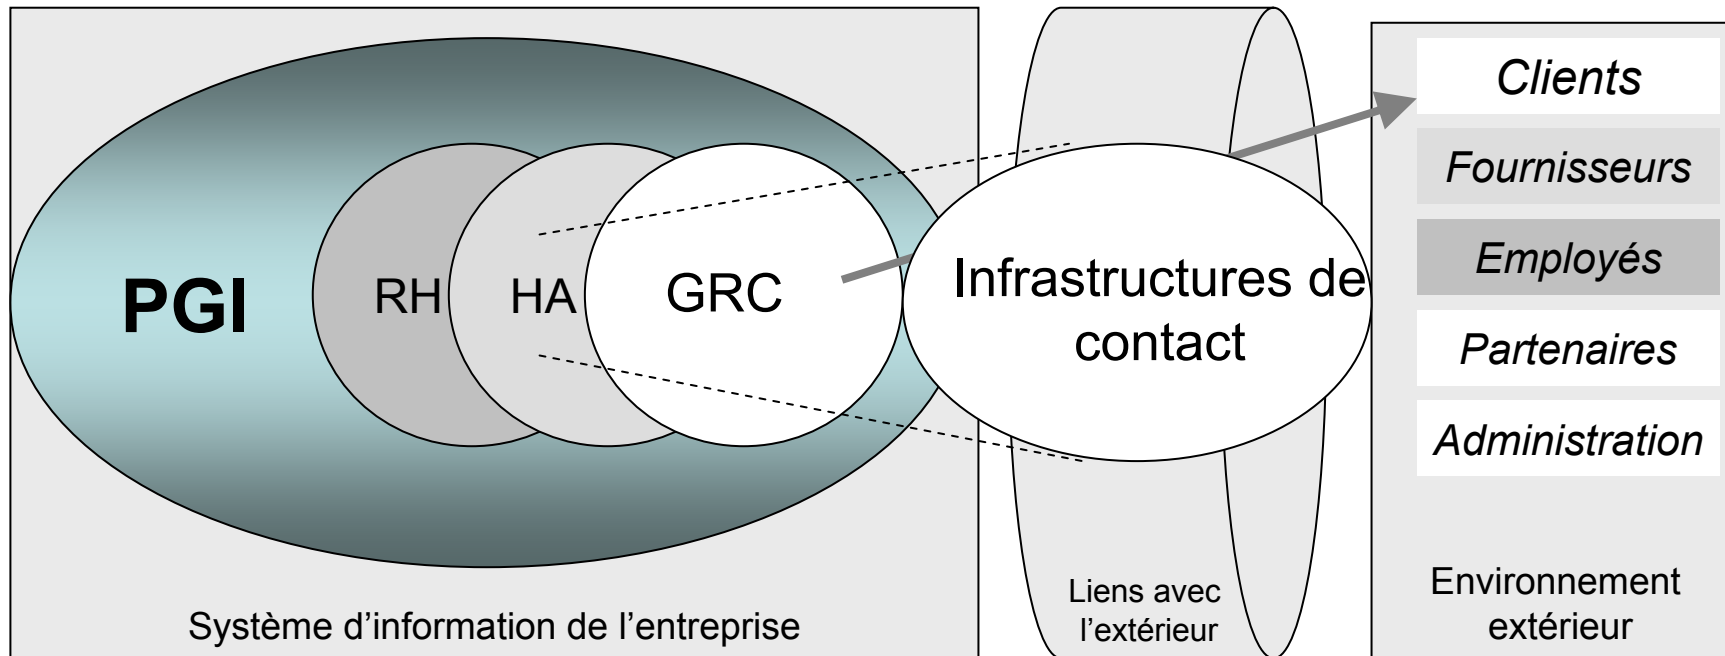 PGI
RH
HA
GRC
Système d’information de l’entreprise
Infrastructures de
contact
Liens avec
l’extérieur
Clients
Fournisseurs
Employés
Partenaires
Administration
Environnement
extérieur